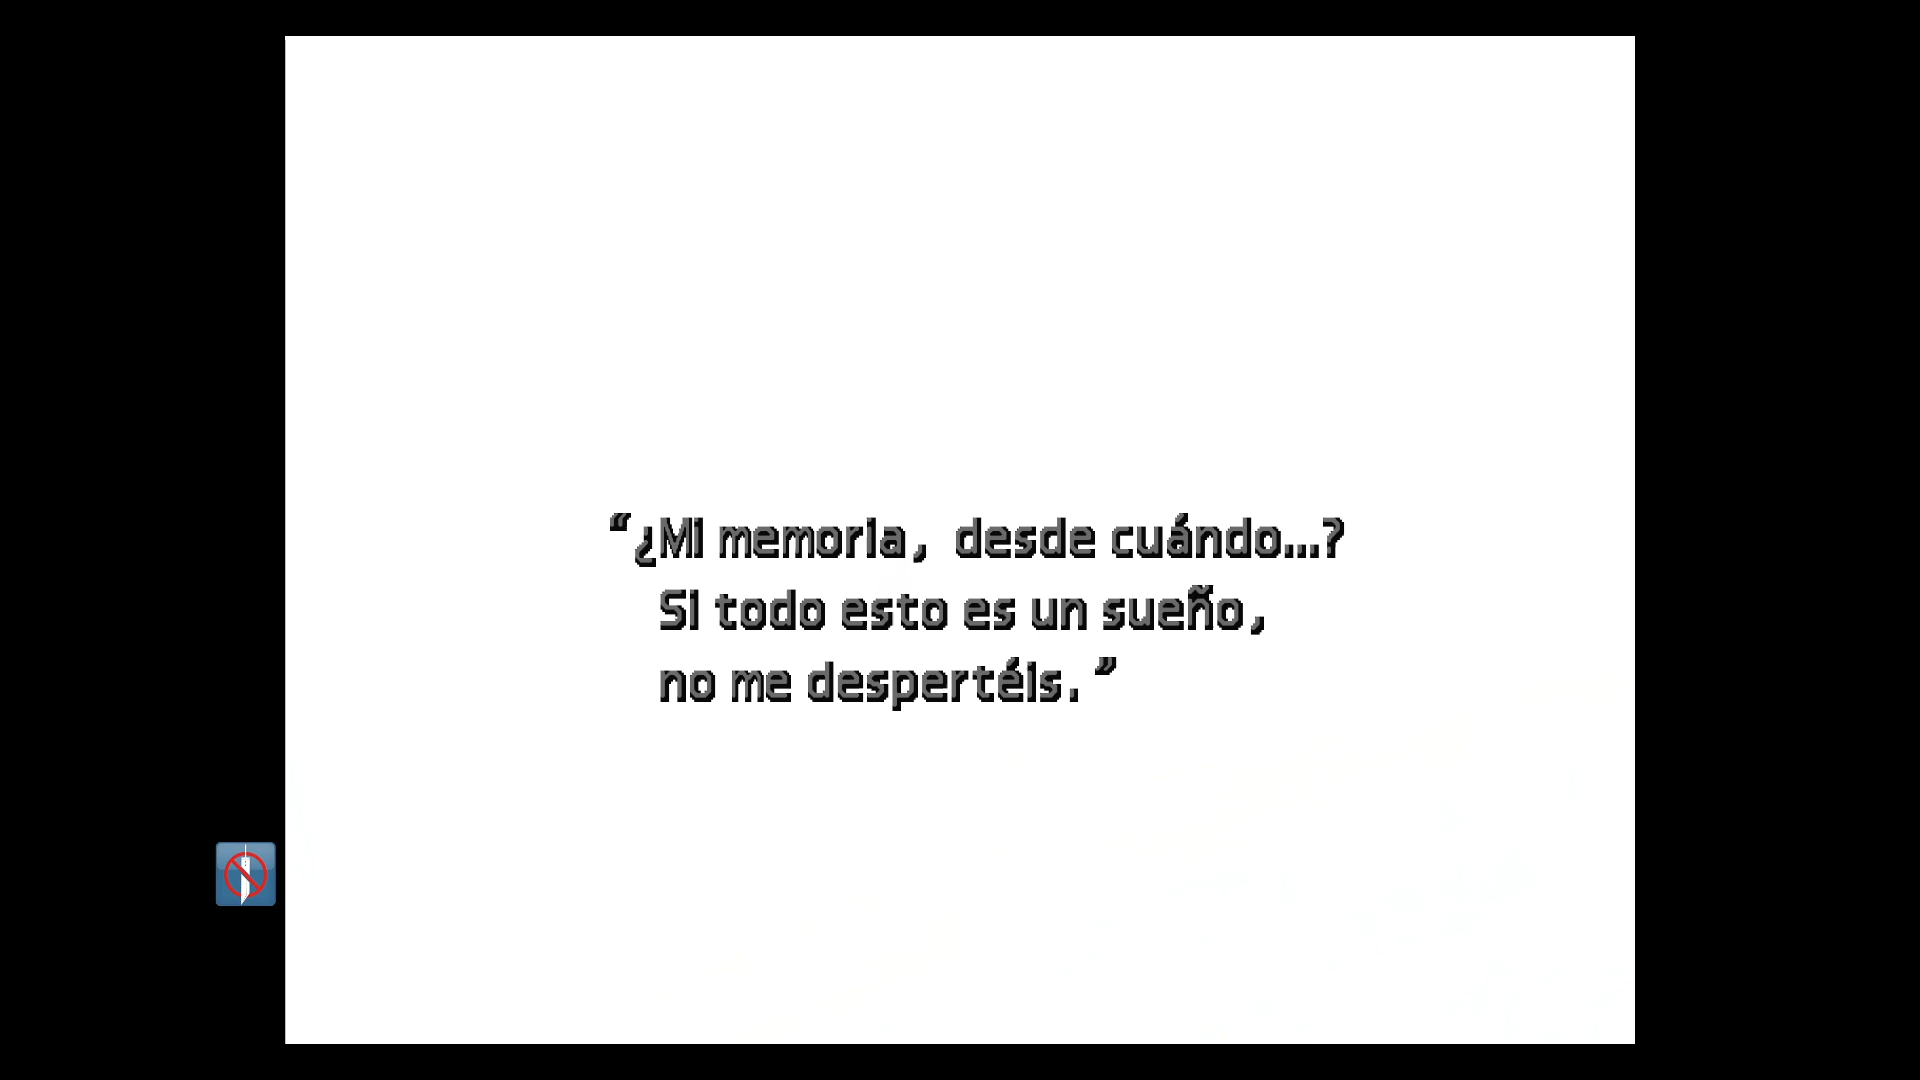 “¿Mi memoria, desde cuándo...?
Si todo esto es un sueño,
no me despertéis.”